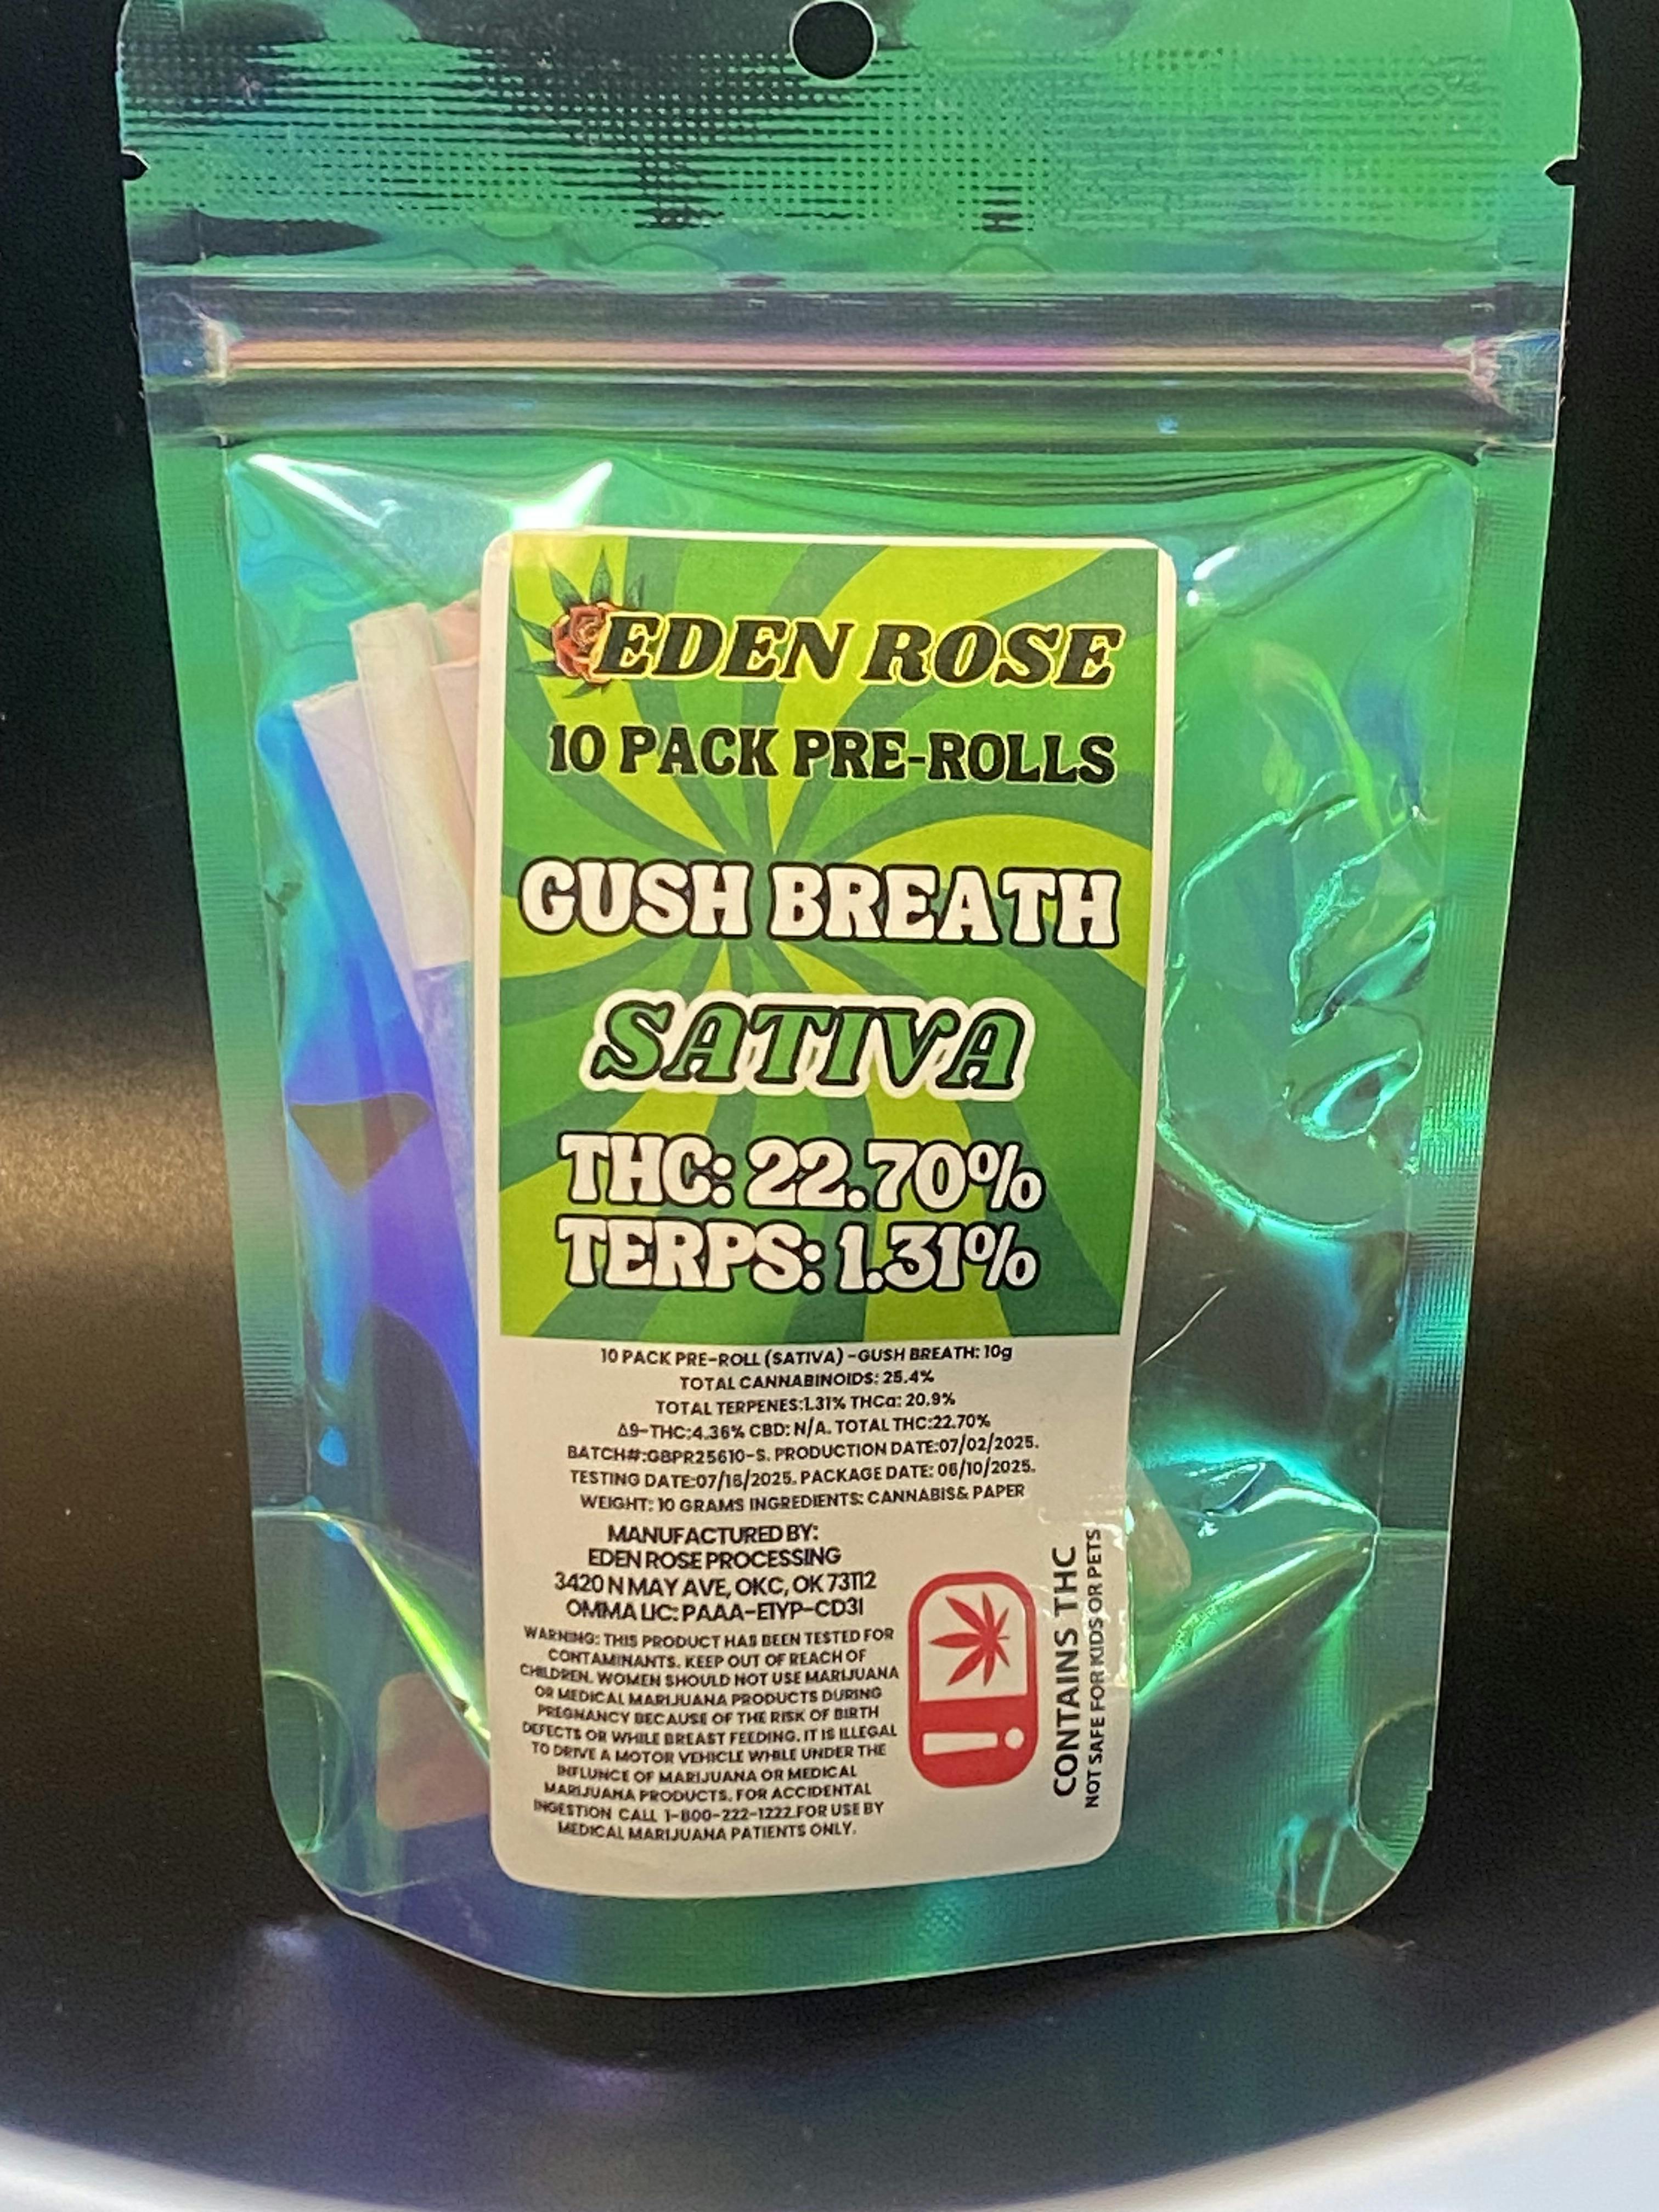 EDEN ROSE
10 PACK PRE-ROLLS
GUSH BREATH
SATIVA
THC: 22.70%
TERPS: 1.31%
10 PACK PRE-ROLL (SATIVA) -GUSH BREATH: 10g
TOTAL CANNABINOIDS: 25.4%
TOTAL TERPENES:1.31% THCa: 20.9%
Δ9-THC:4.36% CBD: N/A. TOTAL THC:22.70%
BATCH#:GBPR25610-S. PRODUCTION DATE:07/02/2025.
TESTING DATE:07/16/2025. PACKAGE DATE: 06/10/2025.
WEIGHT: 10 GRAMS INGREDIENTS: CANNABIS& PAPER
MANUFACTURED BY:
EDEN ROSE PROCESSING
3420 N MAY AVE, OKC, OK 73112
OMMA LIC: PAAA-E1YP-CD3I
WARNING: THIS PRODUCT HAS BEEN TESTED FOR
CONTAMINANTS. KEEP OUT OF REACH OF
CHILDREN. WOMEN SHOULD NOT USE MARIJUANA
OR MEDICAL MARIJUANA PRODUCTS DURING
PREGNANCY BECAUSE OF THE RISK OF BIRTH
DEFECTS OR WHILE BREAST FEEDING. IT IS ILLEGAL
TO DRIVE A MOTOR VEHICLE WHILE UNDER THE
INFLUNCE OF MARIJUANA OR MEDICAL
MARIJUANA PRODUCTS. FOR ACCIDENTAL
INGESTION CALL 1-800-222-1222.FOR USE BY
MEDICAL MARIJUANA PATIENTS ONLY.
CONTAINS THC
NOT SAFE FOR KIDS OR PETS